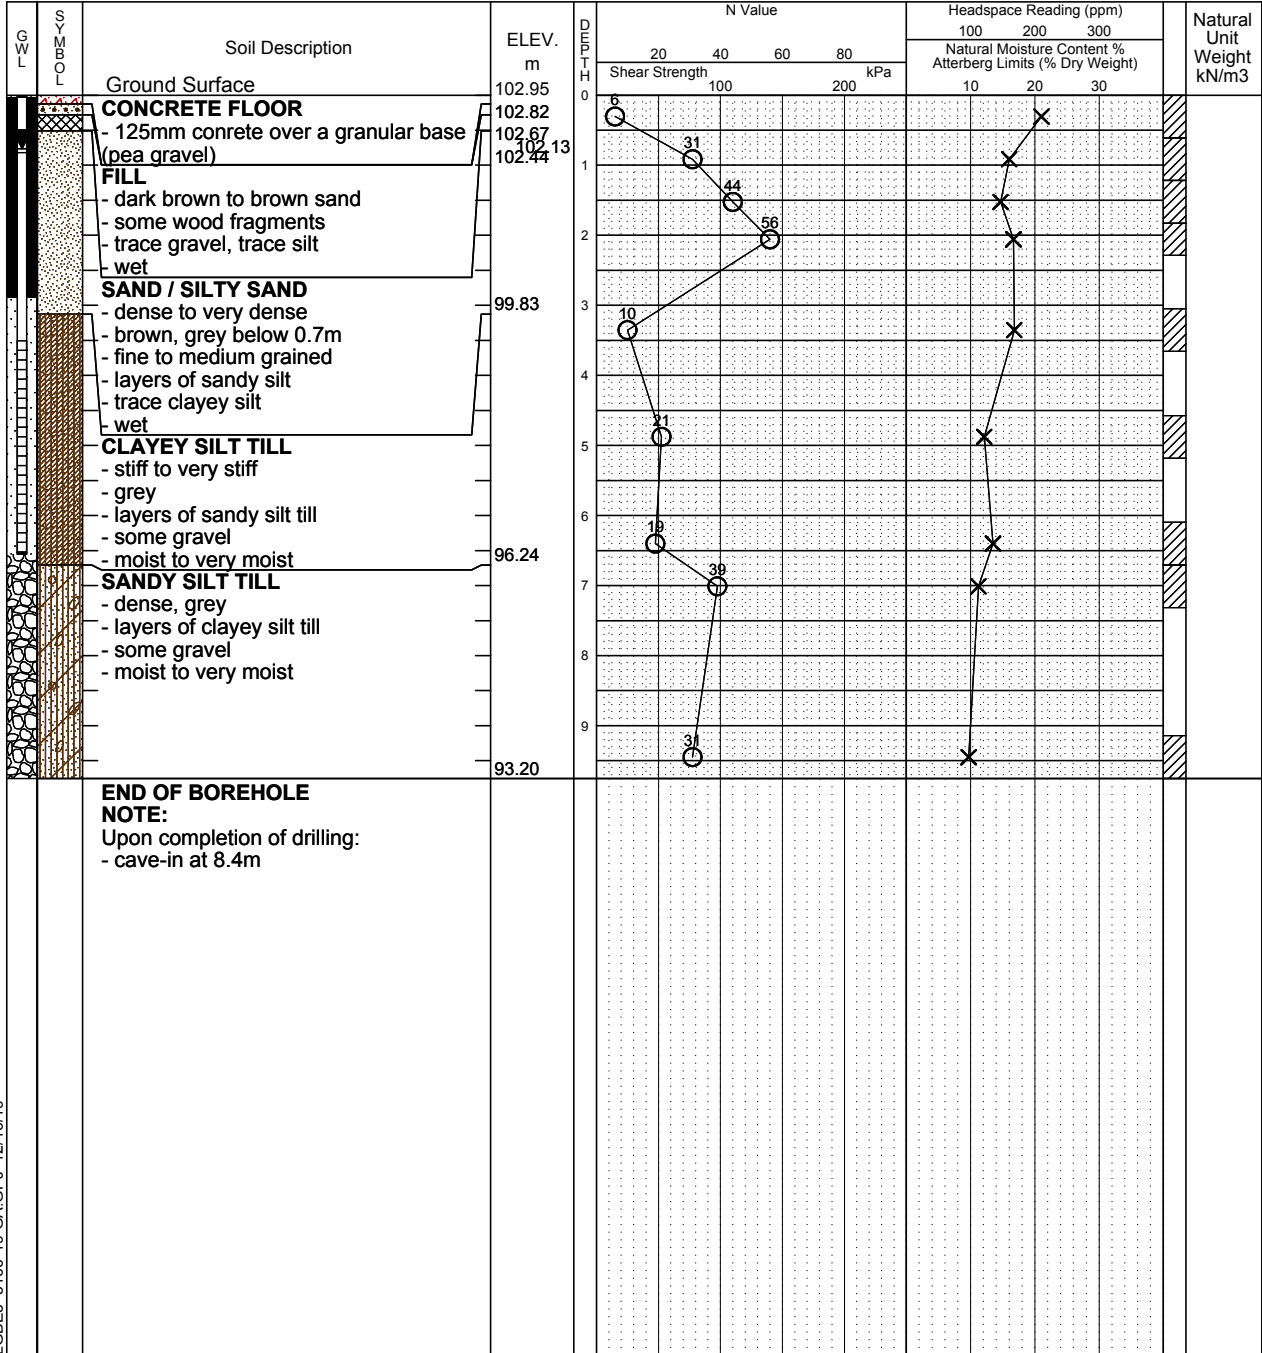 GWL
SYMBOL
Soil Description
ELEV.
m
DEPTH
N Value
20 40 60 80
Shear Strength kPa
100 200
Headspace Reading (ppm)
100 200 300
Natural Moisture Content %
Atterberg Limits (% Dry Weight)
10 20 30
Natural
Unit
Weight
kN/m3
Ground Surface
102.95
0
CONCRETE FLOOR
102.82
- 125mm conrete over a granular base
102.67
(pea gravel)
102.13
102.44
FILL
- dark brown to brown sand
- some wood fragments
- trace gravel, trace silt
- wet
SAND / SILTY SAND
99.83
- dense to very dense
- brown, grey below 0.7m
- fine to medium grained
- layers of sandy silt
- trace clayey silt
- wet
CLAYEY SILT TILL
- stiff to very stiff
- grey
- layers of sandy silt till
- some gravel
- moist to very moist
96.24
SANDY SILT TILL
- dense, grey
- layers of clayey silt till
- some gravel
- moist to very moist
93.20
1
2
3
4
5
6
7
8
9
6
31
44
56
10
21
19
39
31
END OF BOREHOLE
NOTE:
Upon completion of drilling:
- cave-in at 8.4m